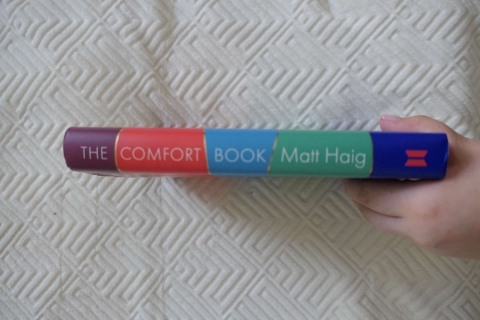 THE COMFORT BOOK Matt Haig